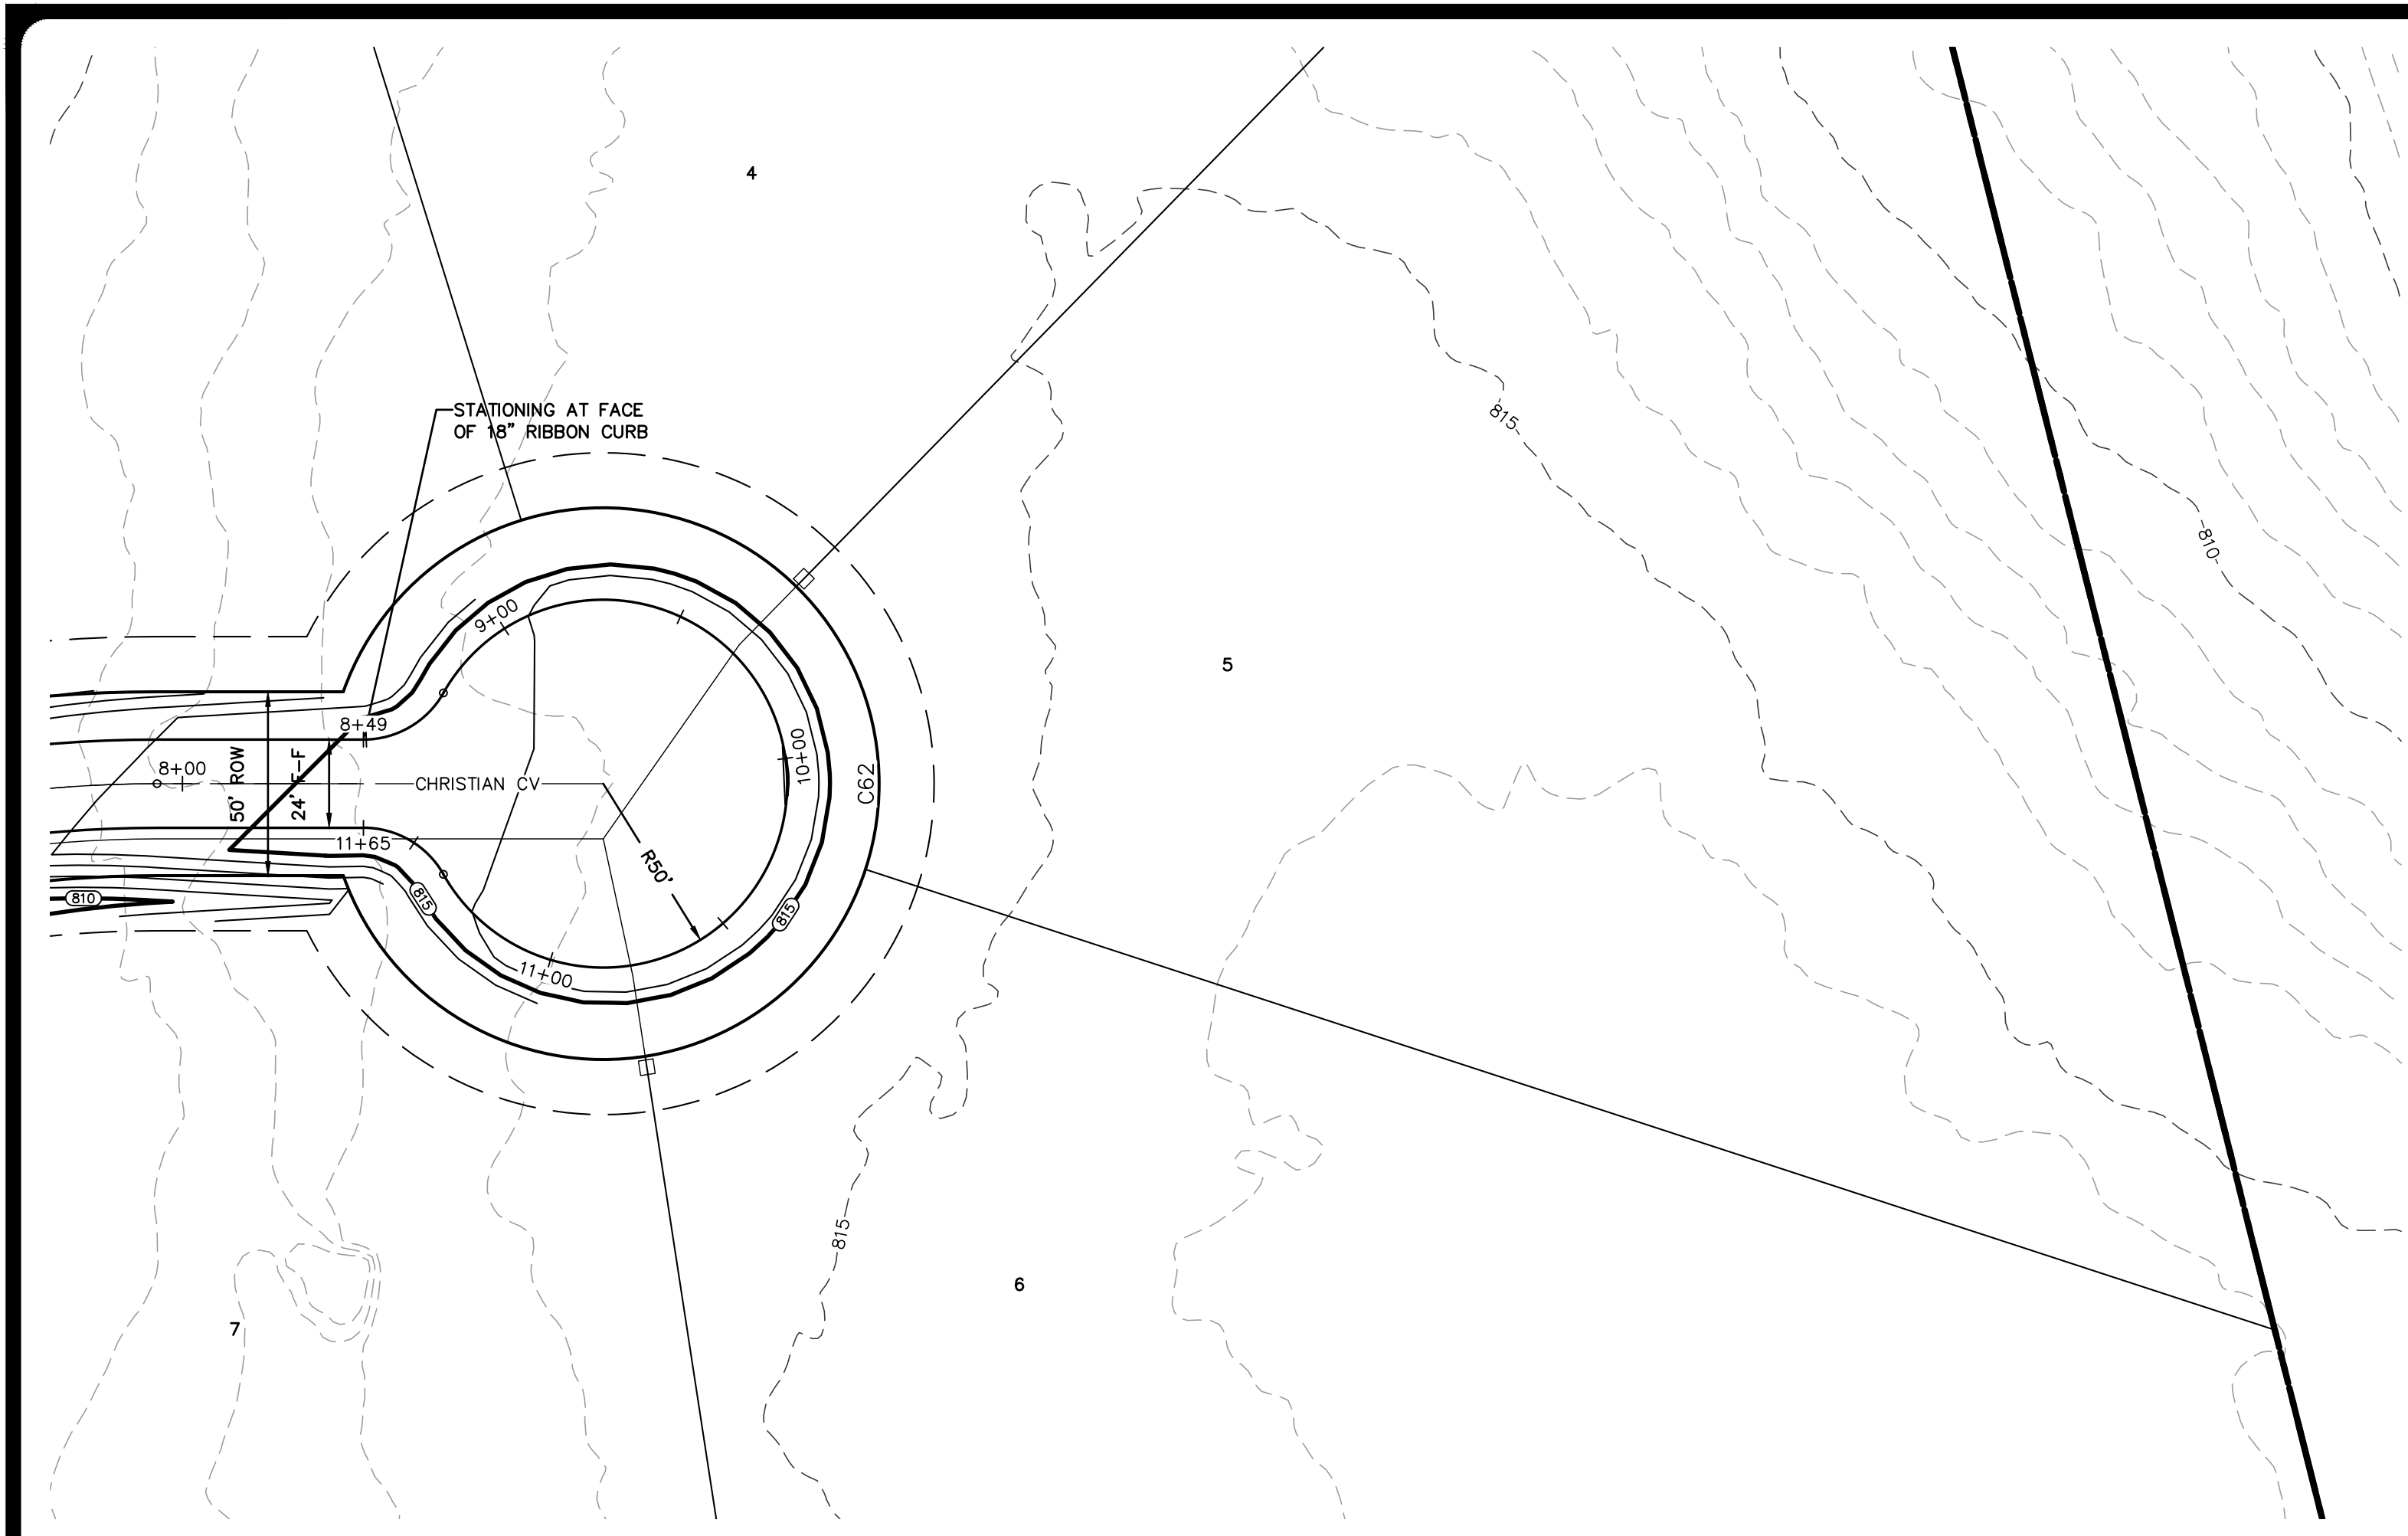 4
STATIONING AT FACE
OF 18" RIBBON CURB
815
810
9+00
5
8+49
8+00
50' ROW
24' F-F
CHRISTIAN CV
10+00
C62
11+65
R50'
810
815
815
11+00
815
6
7